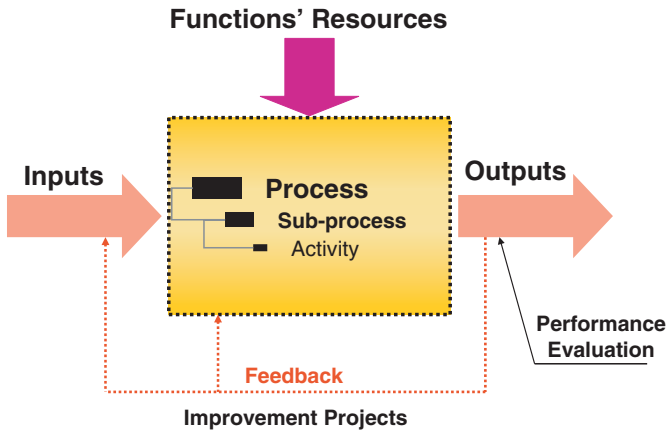 Functions’ Resources
Inputs
Process
Sub-process
Activity
Outputs
Performance
Evaluation
Feedback
Improvement Projects